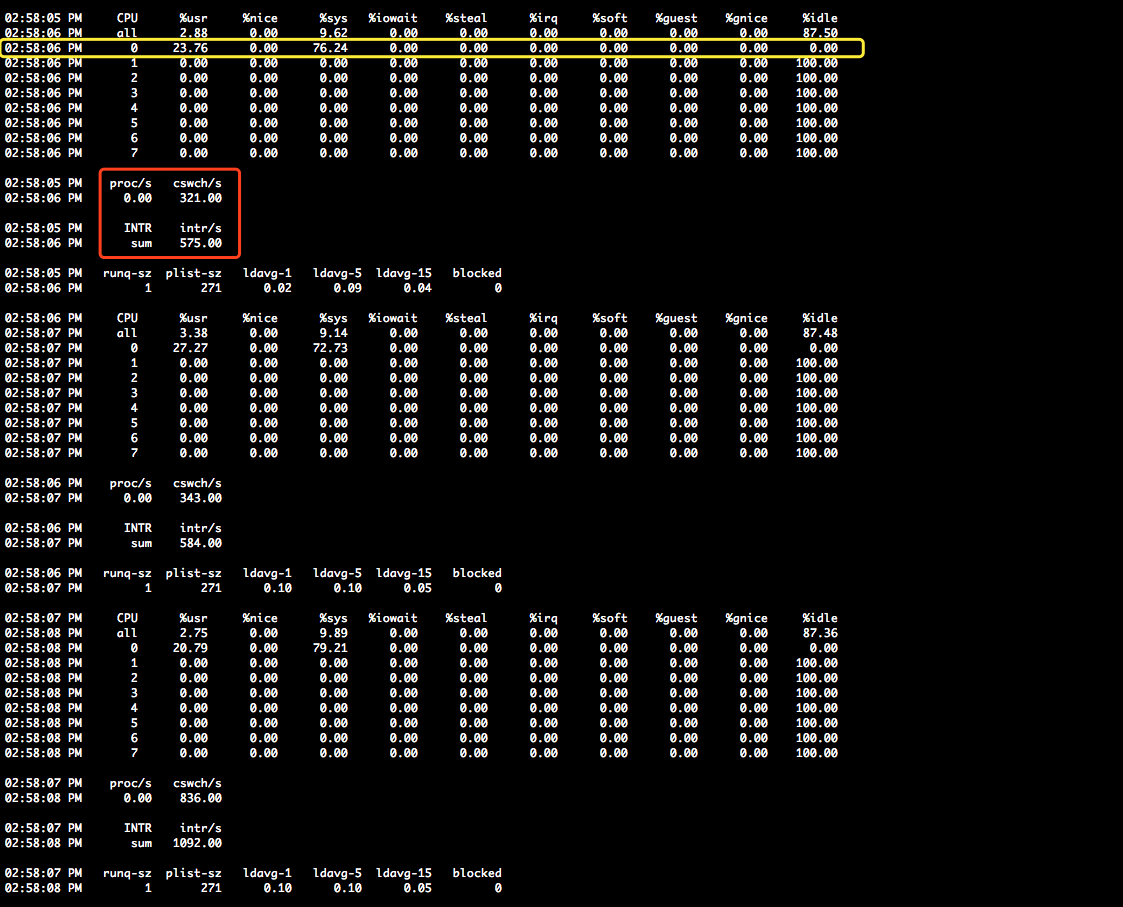 02:58:05 PM     CPU      %usr     %nice      %sys   %iowait    %steal      %irq     %soft    %guest    %gnice     %idle
02:58:06 PM     all      2.88      0.00      9.62      0.00      0.00      0.00      0.00      0.00      0.00     87.50
02:58:06 PM       0     23.76      0.00     76.24      0.00      0.00      0.00      0.00      0.00      0.00      0.00
02:58:06 PM       1      0.00      0.00      0.00      0.00      0.00      0.00      0.00      0.00      0.00    100.00
02:58:06 PM       2      0.00      0.00      0.00      0.00      0.00      0.00      0.00      0.00      0.00    100.00
02:58:06 PM       3      0.00      0.00      0.00      0.00      0.00      0.00      0.00      0.00      0.00    100.00
02:58:06 PM       4      0.00      0.00      0.00      0.00      0.00      0.00      0.00      0.00      0.00    100.00
02:58:06 PM       5      0.00      0.00      0.00      0.00      0.00      0.00      0.00      0.00      0.00    100.00
02:58:06 PM       6      0.00      0.00      0.00      0.00      0.00      0.00      0.00      0.00      0.00    100.00
02:58:06 PM       7      0.00      0.00      0.00      0.00      0.00      0.00      0.00      0.00      0.00    100.00
02:58:05 PM    proc/s   cswch/s
02:58:06 PM      0.00    321.00
02:58:05 PM      INTR    intr/s
02:58:06 PM       sum    575.00
02:58:05 PM   runq-sz  plist-sz   ldavg-1   ldavg-5  ldavg-15   blocked
02:58:06 PM         1       271      0.02      0.09      0.04         0
02:58:06 PM     CPU      %usr     %nice      %sys   %iowait    %steal      %irq     %soft    %guest    %gnice     %idle
02:58:07 PM     all      3.38      0.00      9.14      0.00      0.00      0.00      0.00      0.00      0.00     87.48
02:58:07 PM       0     27.27      0.00     72.73      0.00      0.00      0.00      0.00      0.00      0.00      0.00
02:58:07 PM       1      0.00      0.00      0.00      0.00      0.00      0.00      0.00      0.00      0.00    100.00
02:58:07 PM       2      0.00      0.00      0.00      0.00      0.00      0.00      0.00      0.00      0.00    100.00
02:58:07 PM       3      0.00      0.00      0.00      0.00      0.00      0.00      0.00      0.00      0.00    100.00
02:58:07 PM       4      0.00      0.00      0.00      0.00      0.00      0.00      0.00      0.00      0.00    100.00
02:58:07 PM       5      0.00      0.00      0.00      0.00      0.00      0.00      0.00      0.00      0.00    100.00
02:58:07 PM       6      0.00      0.00      0.00      0.00      0.00      0.00      0.00      0.00      0.00    100.00
02:58:07 PM       7      0.00      0.00      0.00      0.00      0.00      0.00      0.00      0.00      0.00    100.00
02:58:06 PM    proc/s   cswch/s
02:58:07 PM      0.00    343.00
02:58:06 PM      INTR    intr/s
02:58:07 PM       sum    584.00
02:58:06 PM   runq-sz  plist-sz   ldavg-1   ldavg-5  ldavg-15   blocked
02:58:07 PM         1       271      0.10      0.10      0.05         0
02:58:07 PM     CPU      %usr     %nice      %sys   %iowait    %steal      %irq     %soft    %guest    %gnice     %idle
02:58:08 PM     all      2.75      0.00      9.89      0.00      0.00      0.00      0.00      0.00      0.00     87.36
02:58:08 PM       0     20.79      0.00     79.21      0.00      0.00      0.00      0.00      0.00      0.00      0.00
02:58:08 PM       1      0.00      0.00      0.00      0.00      0.00      0.00      0.00      0.00      0.00    100.00
02:58:08 PM       2      0.00      0.00      0.00      0.00      0.00      0.00      0.00      0.00      0.00    100.00
02:58:08 PM       3      0.00      0.00      0.00      0.00      0.00      0.00      0.00      0.00      0.00    100.00
02:58:08 PM       4      0.00      0.00      0.00      0.00      0.00      0.00      0.00      0.00      0.00    100.00
02:58:08 PM       5      0.00      0.00      0.00      0.00      0.00      0.00      0.00      0.00      0.00    100.00
02:58:08 PM       6      0.00      0.00      0.00      0.00      0.00      0.00      0.00      0.00      0.00    100.00
02:58:08 PM       7      0.00      0.00      0.00      0.00      0.00      0.00      0.00      0.00      0.00    100.00
02:58:07 PM    proc/s   cswch/s
02:58:08 PM      0.00    836.00
02:58:07 PM      INTR    intr/s
02:58:08 PM       sum   1092.00
02:58:07 PM   runq-sz  plist-sz   ldavg-1   ldavg-5  ldavg-15   blocked
02:58:08 PM         1       271      0.10      0.10      0.05         0